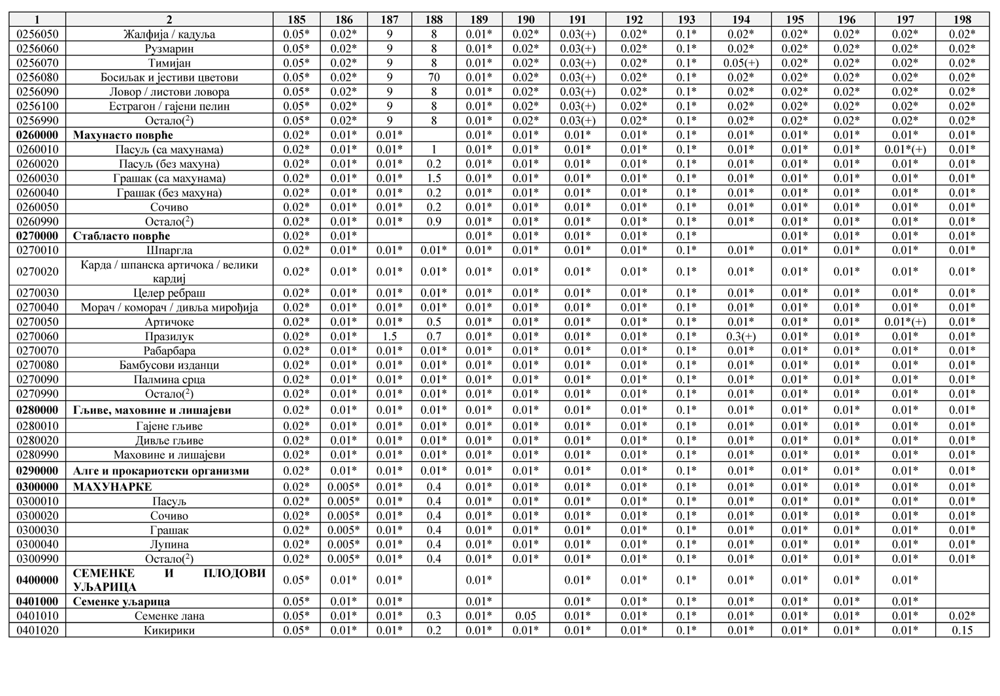 1 2 185 186 187 188 189 190 191 192 193 194 195 196 197 198
0256050 Жалфија / кадуља 0.05* 0.02* 9 8 0.01* 0.02* 0.03(+) 0.02* 0.1* 0.02* 0.02* 0.02* 0.02* 0.02*
0256060 Рузмарин 0.05* 0.02* 9 8 0.01* 0.02* 0.03(+) 0.02* 0.1* 0.02* 0.02* 0.02* 0.02* 0.02*
0256070 Тимијан 0.05* 0.02* 9 8 0.01* 0.02* 0.03(+) 0.02* 0.1* 0.05(+) 0.02* 0.02* 0.02* 0.02*
0256080 Босиљак и јестиви цветови 0.05* 0.02* 9 70 0.01* 0.02* 0.03(+) 0.02* 0.1* 0.02* 0.02* 0.02* 0.02* 0.02*
0256090 Ловор / листови ловора 0.05* 0.02* 9 8 0.01* 0.02* 0.03(+) 0.02* 0.1* 0.02* 0.02* 0.02* 0.02* 0.02*
0256100 Естрагон / гајени пелин 0.05* 0.02* 9 8 0.01* 0.02* 0.03(+) 0.02* 0.1* 0.02* 0.02* 0.02* 0.02* 0.02*
0256990 Остало(2) 0.05* 0.02* 9 8 0.01* 0.02* 0.03(+) 0.02* 0.1* 0.02* 0.02* 0.02* 0.02* 0.02*
0260000 Махунасто поврће 0.02* 0.01* 0.01* 0.01* 0.01* 0.01* 0.01* 0.1* 0.01* 0.01* 0.01* 0.01* 0.01*
0260010 Пасуљ (са махунама) 0.02* 0.01* 0.01* 1 0.01* 0.01* 0.01* 0.01* 0.1* 0.01* 0.01* 0.01* 0.01*(+) 0.01*
0260020 Пасуљ (без махуна) 0.02* 0.01* 0.01* 0.2 0.01* 0.01* 0.01* 0.01* 0.1* 0.01* 0.01* 0.01* 0.01* 0.01*
0260030 Грашак (са махунама) 0.02* 0.01* 0.01* 1.5 0.01* 0.01* 0.01* 0.01* 0.1* 0.01* 0.01* 0.01* 0.01* 0.01*
0260040 Грашак (без махуна) 0.02* 0.01* 0.01* 0.2 0.01* 0.01* 0.01* 0.01* 0.1* 0.01* 0.01* 0.01* 0.01* 0.01*
0260050 Сочиво 0.02* 0.01* 0.01* 0.2 0.01* 0.01* 0.01* 0.01* 0.1* 0.01* 0.01* 0.01* 0.01* 0.01*
0260990 Остало(2) 0.02* 0.01* 0.01* 0.9 0.01* 0.01* 0.01* 0.01* 0.1* 0.01* 0.01* 0.01* 0.01* 0.01*
0270000 Стабласто поврће 0.02* 0.01* 0.01* 0.01* 0.01* 0.01* 0.1* 0.01* 0.01* 0.01* 0.01*
0270010 Шпаргла 0.02* 0.01* 0.01* 0.01* 0.01* 0.01* 0.01* 0.01* 0.1* 0.01* 0.01* 0.01* 0.01* 0.01*
Карда / шпанска артичока / велики
0270020 кардиј 0.02* 0.01* 0.01* 0.01* 0.01* 0.01* 0.01* 0.01* 0.1* 0.01* 0.01* 0.01* 0.01* 0.01*
0270030 Целер ребраш 0.02* 0.01* 0.01* 0.01* 0.01* 0.01* 0.01* 0.01* 0.1* 0.01* 0.01* 0.01* 0.01* 0.01*
0270040 Морач / коморач / дивља мирођија 0.02* 0.01* 0.01* 0.01* 0.01* 0.01* 0.01* 0.01* 0.1* 0.01* 0.01* 0.01* 0.01* 0.01*
0270050 Артичоке 0.02* 0.01* 0.01* 0.5 0.01* 0.01* 0.01* 0.01* 0.1* 0.01* 0.01* 0.01* 0.01*(+) 0.01*
0270060 Празилук 0.02* 0.01* 1.5 0.7 0.01* 0.01* 0.01* 0.01* 0.1* 0.3(+) 0.01* 0.01* 0.01* 0.01*
0270070 Рабарбара 0.02* 0.01* 0.01* 0.01* 0.01* 0.01* 0.01* 0.01* 0.1* 0.01* 0.01* 0.01* 0.01* 0.01*
0270080 Бамбусови изданци 0.02* 0.01* 0.01* 0.01* 0.01* 0.01* 0.01* 0.01* 0.1* 0.01* 0.01* 0.01* 0.01* 0.01*
0270090 Палмина срца 0.02* 0.01* 0.01* 0.01* 0.01* 0.01* 0.01* 0.01* 0.1* 0.01* 0.01* 0.01* 0.01* 0.01*
0270990 Остало(2) 0.02* 0.01* 0.01* 0.01* 0.01* 0.01* 0.01* 0.01* 0.1* 0.01* 0.01* 0.01* 0.01* 0.01*
0280000 Гљиве, маховине и лишајеви 0.02* 0.01* 0.01* 0.01* 0.01* 0.01* 0.01* 0.01* 0.1* 0.01* 0.01* 0.01* 0.01* 0.01*
0280010 Гајене гљиве 0.02* 0.01* 0.01* 0.01* 0.01* 0.01* 0.01* 0.01* 0.1* 0.01* 0.01* 0.01* 0.01* 0.01*
0280020 Дивље гљиве 0.02* 0.01* 0.01* 0.01* 0.01* 0.01* 0.01* 0.01* 0.1* 0.01* 0.01* 0.01* 0.01* 0.01*
0280990 Маховине и лишајеви 0.02* 0.01* 0.01* 0.01* 0.01* 0.01* 0.01* 0.01* 0.1* 0.01* 0.01* 0.01* 0.01* 0.01*
0290000 Алге и прокариотски организми 0.02* 0.01* 0.01* 0.01* 0.01* 0.01* 0.01* 0.01* 0.1* 0.01* 0.01* 0.01* 0.01* 0.01*
0300000 МАХУНАРКЕ 0.02* 0.005* 0.01* 0.4 0.01* 0.01* 0.01* 0.01* 0.1* 0.01* 0.01* 0.01* 0.01* 0.01*
0300010 Пасуљ 0.02* 0.005* 0.01* 0.4 0.01* 0.01* 0.01* 0.01* 0.1* 0.01* 0.01* 0.01* 0.01* 0.01*
0300020 Сочиво 0.02* 0.005* 0.01* 0.4 0.01* 0.01* 0.01* 0.01* 0.1* 0.01* 0.01* 0.01* 0.01* 0.01*
0300030 Грашак 0.02* 0.005* 0.01* 0.4 0.01* 0.01* 0.01* 0.01* 0.1* 0.01* 0.01* 0.01* 0.01* 0.01*
0300040 Лупина 0.02* 0.005* 0.01* 0.4 0.01* 0.01* 0.01* 0.01* 0.1* 0.01* 0.01* 0.01* 0.01* 0.01*
0300990 Остало(2) 0.02* 0.005* 0.01* 0.4 0.01* 0.01* 0.01* 0.01* 0.1* 0.01* 0.01* 0.01* 0.01* 0.01*
СЕМЕНКЕ И ПЛОДОВИ
0400000 УЉАРИЦА 0.05* 0.01* 0.01* 0.01* 0.01* 0.01* 0.1* 0.01* 0.01* 0.01* 0.01*
0401000 Семенке уљарица 0.05* 0.01* 0.01* 0.01* 0.01* 0.01* 0.1* 0.01* 0.01* 0.01* 0.01*
0401010 Семенке лана 0.05* 0.01* 0.01* 0.3 0.01* 0.05 0.01* 0.01* 0.1* 0.01* 0.01* 0.01* 0.01* 0.02*
0401020 Кикирики 0.05* 0.01* 0.01* 0.2 0.01* 0.01* 0.01* 0.01* 0.1* 0.01* 0.01* 0.01* 0.01* 0.15